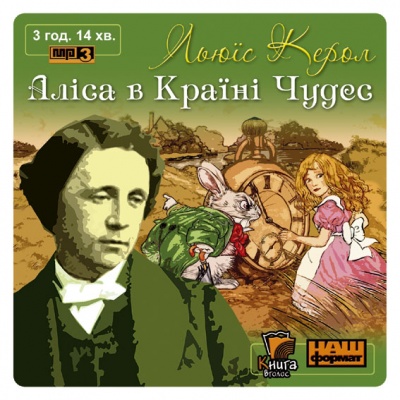 3 год. 14 хв.
mp3
Льюїс Керол
Аліса в Країні Чудес
Книга
вголос
НАШ
формат